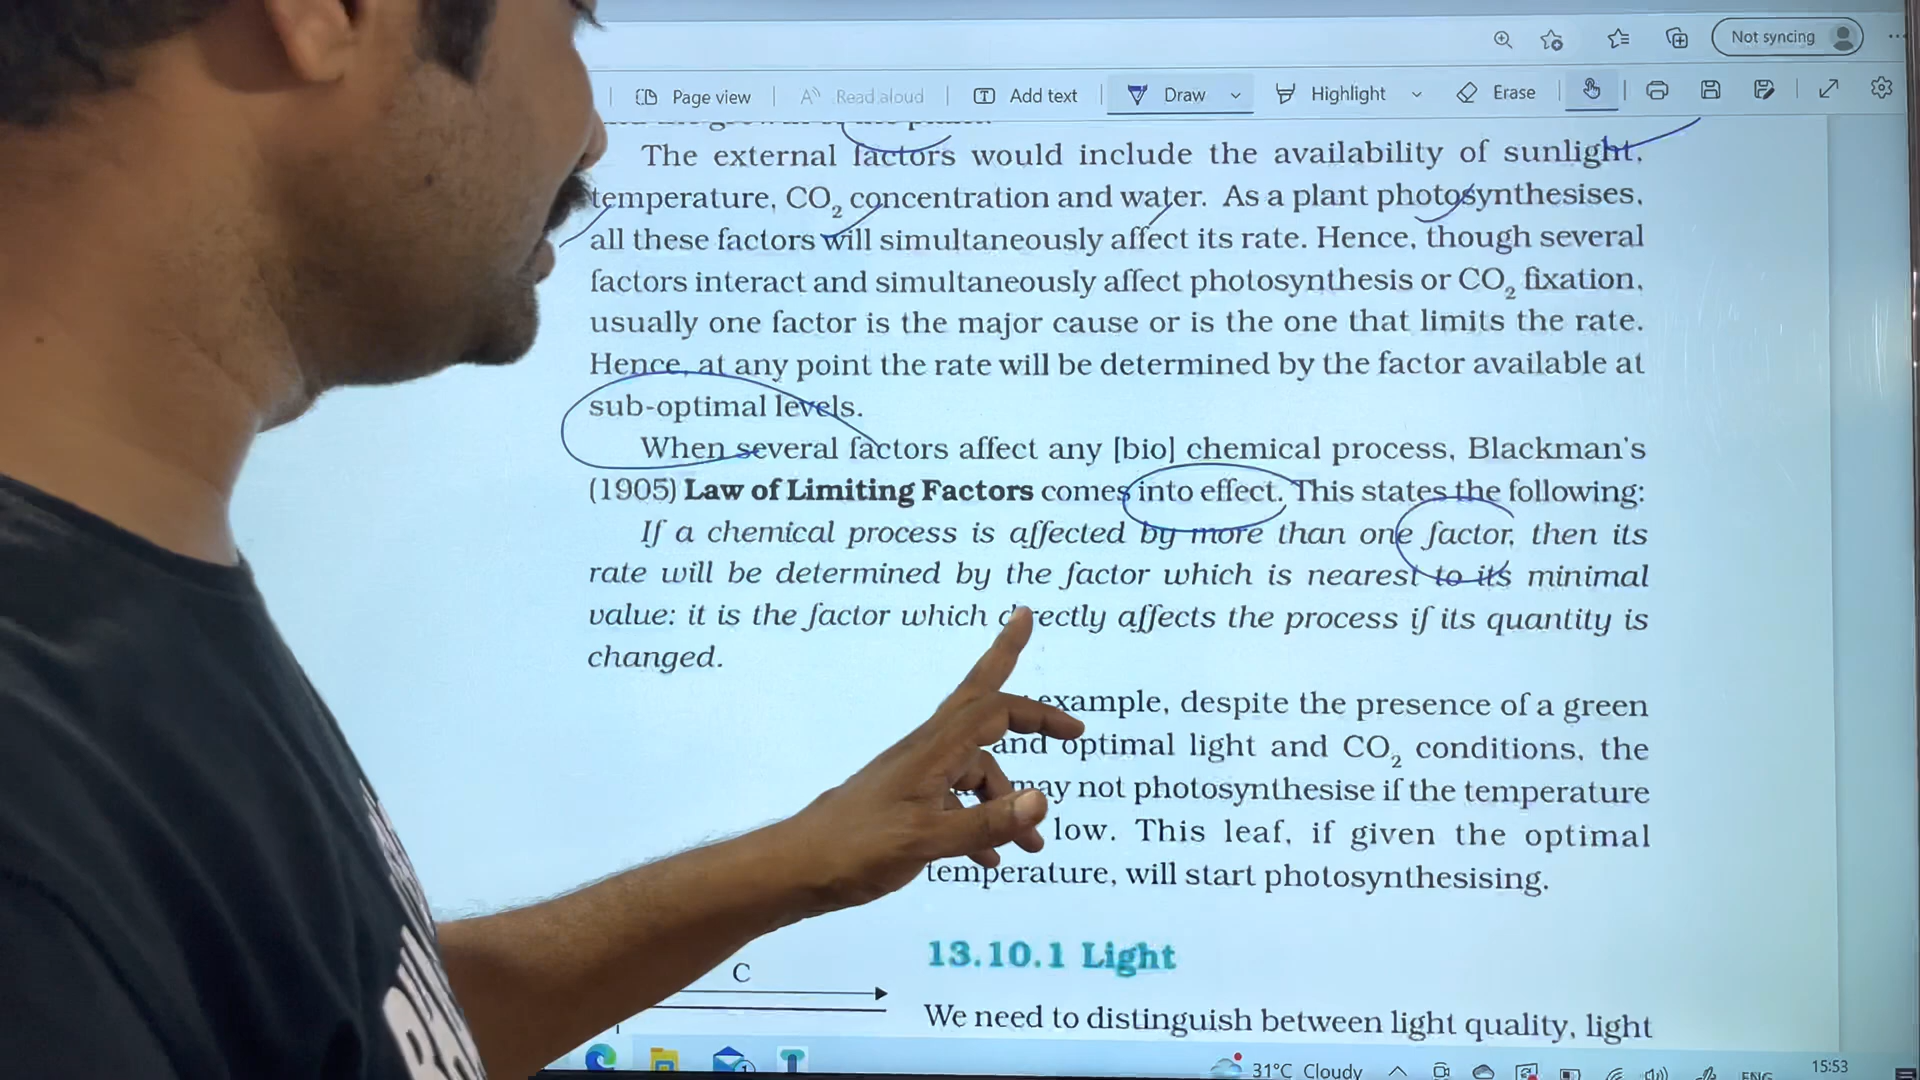 Not syncing
Page view
Read aloud
Add text
Draw
Highlight
Erase
The external factors would include the availability of sunlight,
temperature, CO2 concentration and water. As a plant photosynthesises,
all these factors will simultaneously affect its rate. Hence, though several
factors interact and simultaneously affect photosynthesis or CO2 fixation,
usually one factor is the major cause or is the one that limits the rate.
Hence, at any point the rate will be determined by the factor available at
sub-optimal levels.
When several factors affect any [bio] chemical process, Blackman's
(1905) Law of Limiting Factors comes into effect. This states the following:
If a chemical process is affected by more than one factor, then its
rate will be determined by the factor which is nearest to its minimal
value: it is the factor which directly affects the process if its quantity is
changed.
example, despite the presence of a green
and optimal light and CO2 conditions, the
may not photosynthesise if the temperature
low. This leaf, if given the optimal
temperature, will start photosynthesising.
13.10.1 Light
C
We need to distinguish between light quality, light
31°C Cloudy
ENG
15:53